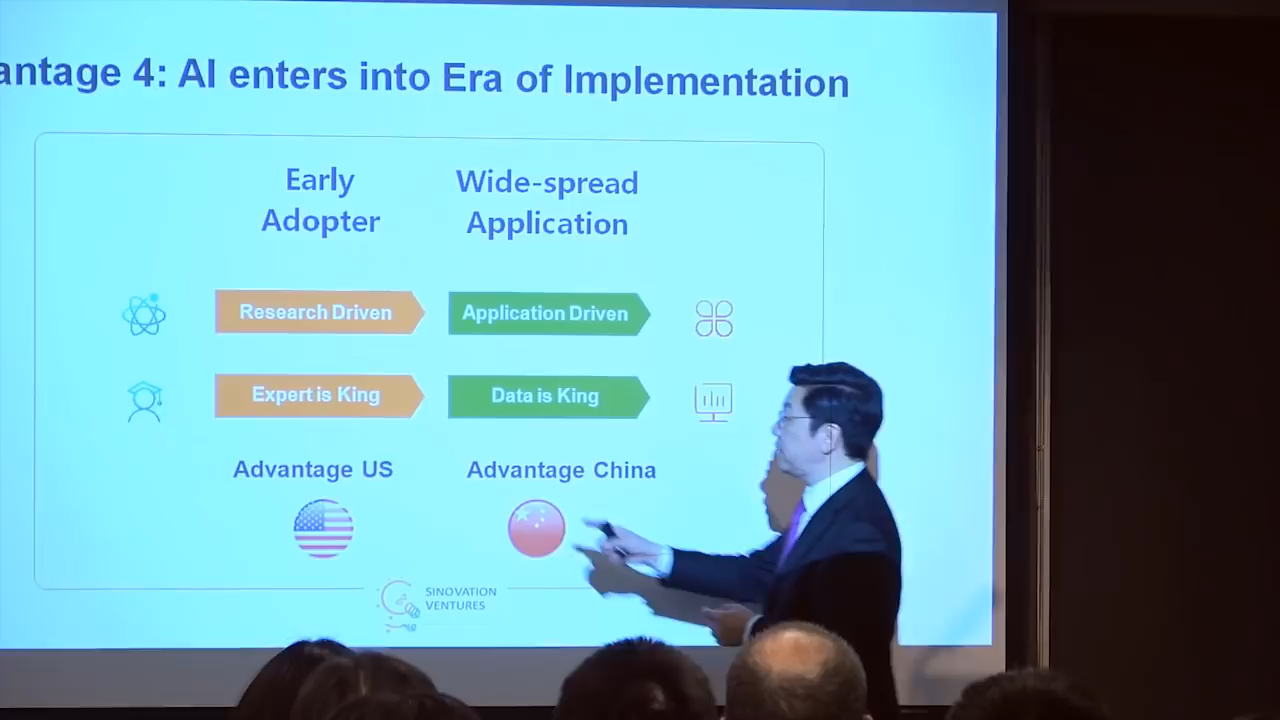 antage 4: AI enters into Era of Implementation
Early
Adopter
Wide-spread
Application
Research Driven
Application Driven
Expert is King
Data is King
Advantage US
Advantage China
SINOVATION
VENTURES